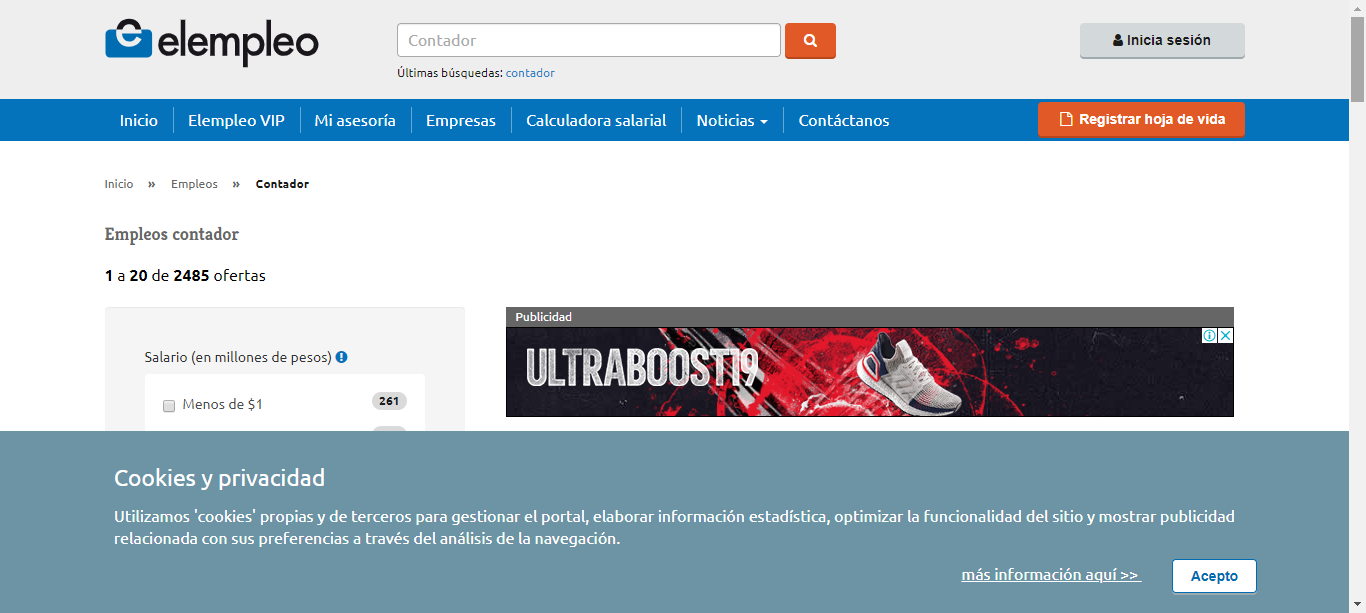 elempleo
Contador
Inicia sesión
Últimas búsquedas: contador
Inicio
Elempleo VIP
Mi asesoría
Empresas
Calculadora salarial
Noticias
Contáctanos
Registrar hoja de vida
Inicio » Empleos » Contador
Empleos contador
1 a 20 de 2485 ofertas
Salario (en millones de pesos)
Menos de $1
261
Publicidad
ULTRABOOST19
Cookies y privacidad
Utilizamos 'cookies' propias y de terceros para gestionar el portal, elaborar información estadística, optimizar la funcionalidad del sitio y mostrar publicidad
relacionada con sus preferencias a través del análisis de la navegación.
más información aquí >>
Acepto